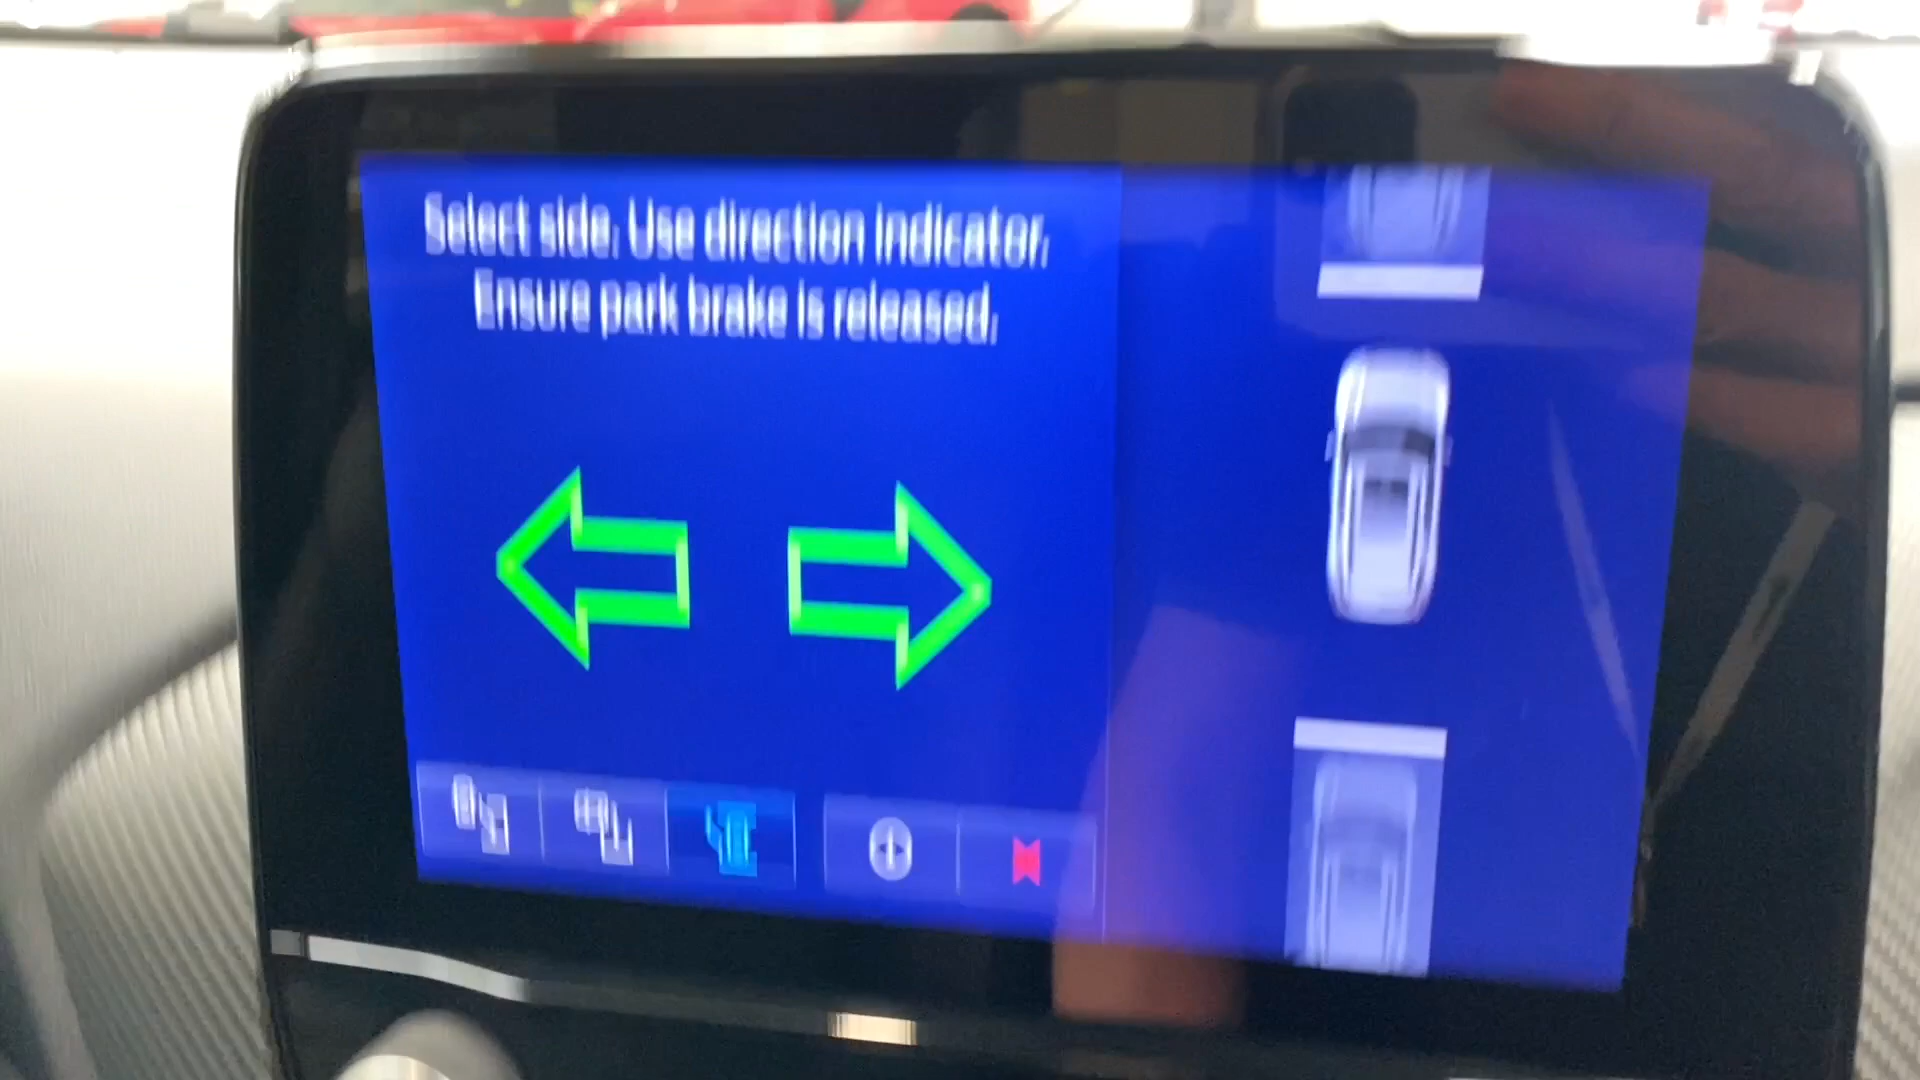 Select side. Use direction indicator.
Ensure park brake is released.